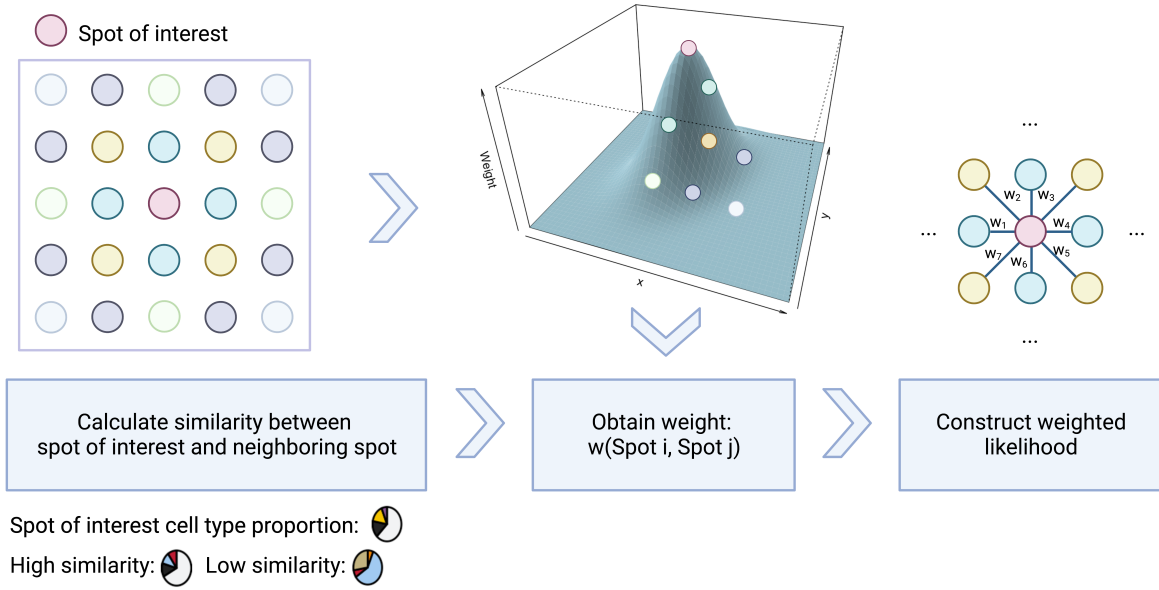 Spot of interest
Weight
x
y
...
w2 w3
... w1 w4 ...
w7 w6 w5
...
Calculate similarity between
spot of interest and neighboring spot
Obtain weight:
w(Spot i, Spot j)
Construct weighted
likelihood
Spot of interest cell type proportion:
High similarity: Low similarity: